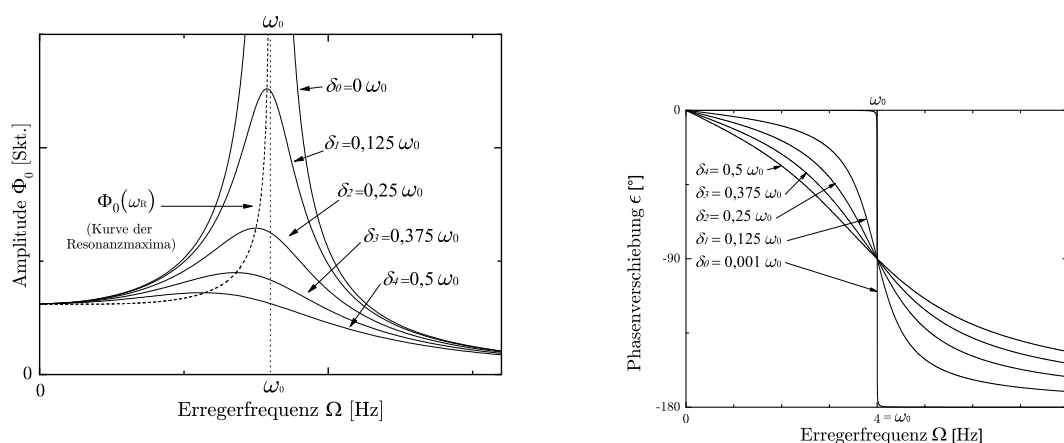 ω₀
δ₀=0 ω₀
δ₁=0,125 ω₀
δ₂=0,25 ω₀
δ₃=0,375 ω₀
δ₄=0,5 ω₀
Φ₀(ω_R)
(Kurve der
Resonanzmaxima)
Amplitude Φ₀ [Skt.]
0
0
ω₀
Erregerfrequenz Ω [Hz]
ω₀
0
-90
-180
Phasenverschiebung ϵ [°]
δ₄=0,5 ω₀
δ₃=0,375 ω₀
δ₂=0,25 ω₀
δ₁=0,125 ω₀
δ₀=0,001 ω₀
0
4 = ω₀
Erregerfrequenz Ω [Hz]